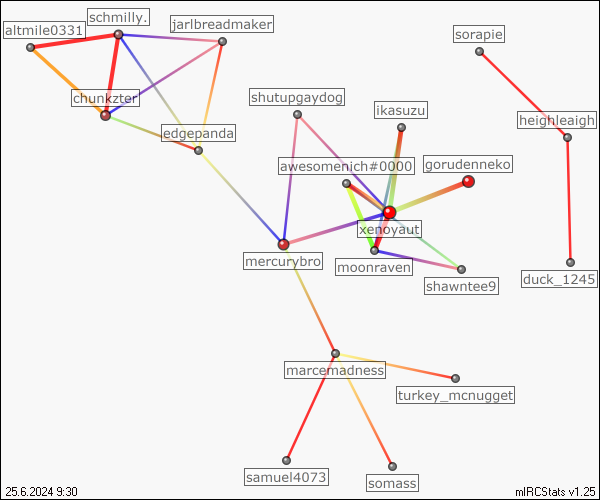 schmilly.
jarlbreadmaker
altmile0331
sorapie
chunkzter
shutupgaydog
ikasuzu
heighleaigh
edgepanda
awesomenich#0000
gorudenneko
xenoyaut
mercurybro
moonraven
shawntee9
duck_1245
marcemadness
turkey_mcnugget
samuel4073
somass
25.6.2024 9:30
mIRCStats v1.25